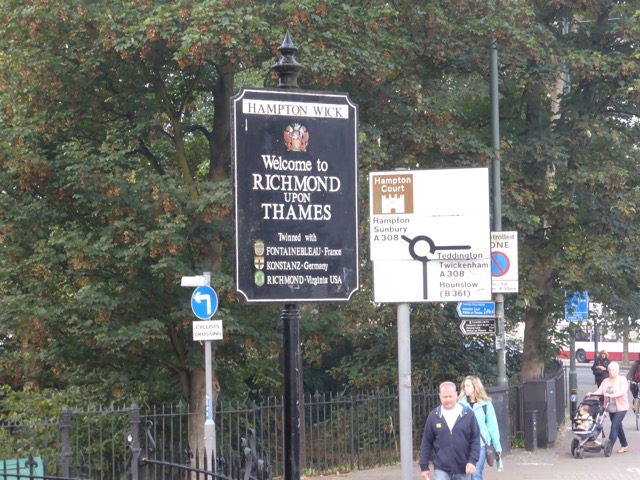 HAMPTON WICK
Welcome to
RICHMOND
UPON
THAMES
Twinned with
FONTAINEBLEAU-France
KONSTANZ-Germany
RICHMOND-Virginia USA
Hampton
Court
Hampton
Sunbury
A 308
Teddington
Twickenham
A 308
Hounslow
(B 361)
ZONE
CYCLISTS
CROSSING